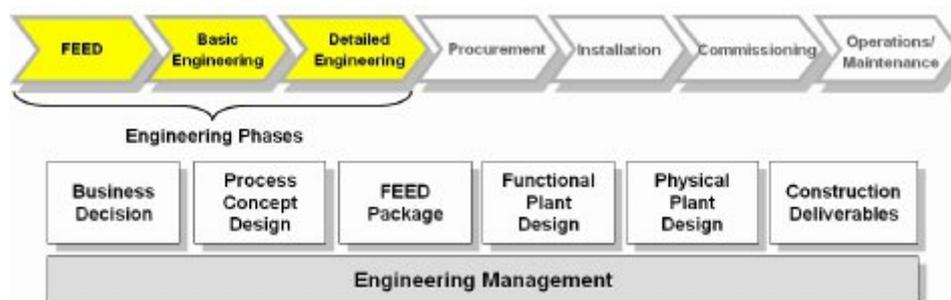 FEED
Basic
Engineering
Detailed
Engineering
Procurement
Installation
Commissioning
Operations/
Maintenance
Engineering Phases
Business
Decision
Process
Concept
Design
FEED
Package
Functional
Plant
Design
Physical
Plant
Design
Construction
Deliverables
Engineering Management